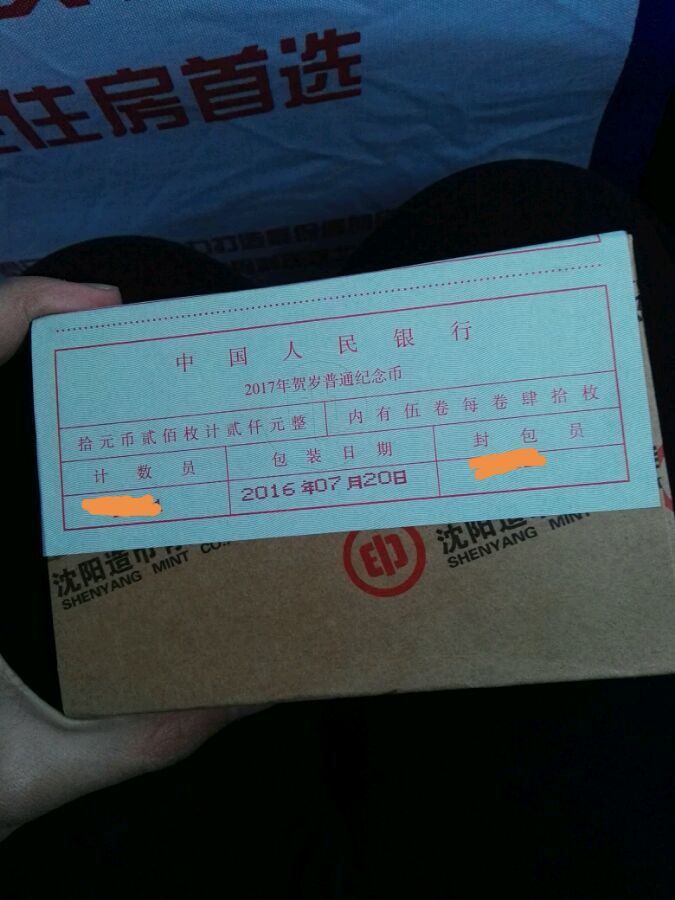 住房首选
中国人民银行
2017年贺岁普通纪念币
拾元币贰佰枚计贰仟元整 内有伍卷每卷肆拾枚
计数员 包装日期 封包员
2016年07月20日
沈阳造币 沈阳造币
SHENYANG MINT CO. SHENYANG MINT